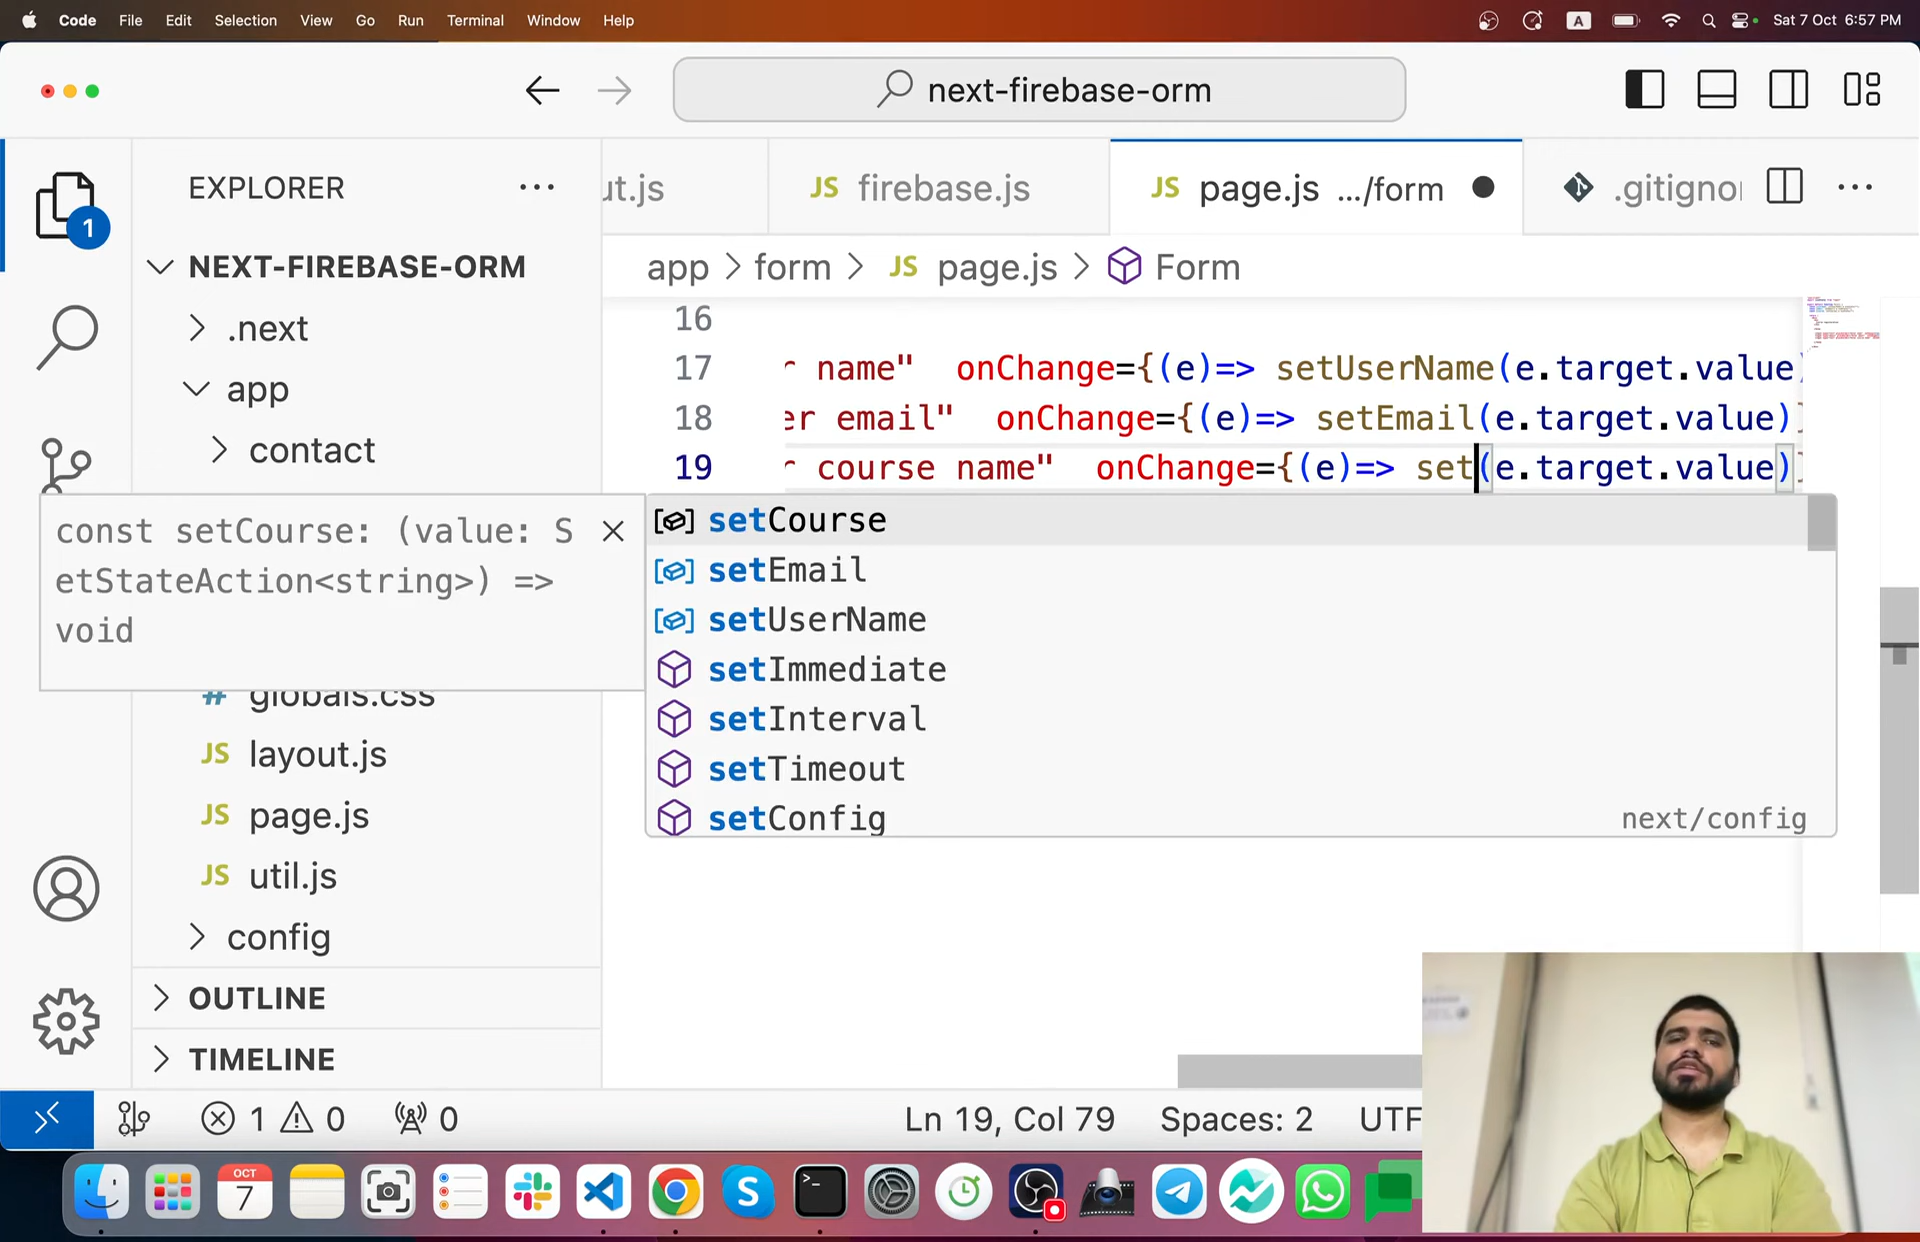 Code File Edit Selection View Go Run Terminal Window Help
A
Sat 7 Oct 6:57 PM
next-firebase-orm
1
EXPLORER ...
NEXT-FIREBASE-ORM
.next
app
contact
globals.css
JS layout.js
JS page.js
JS util.js
config
OUTLINE
TIMELINE
JS firebase.js
JS page.js .../form
...
app > form > JS page.js > Form
16
17 name" onChange={(e)=> setUserName(e.target.value)
18 er email" onChange={(e)=> setEmail(e.target.value)
19 course name" onChange={(e)=> set(e.target.value)
const setCourse: (value: S
etStateAction<string>) =>
void
setCourse
setEmail
setUserName
setImmediate
setInterval
setTimeout
setConfig next/config
1 0 0
Ln 19, Col 79 Spaces: 2
OCT
7
S